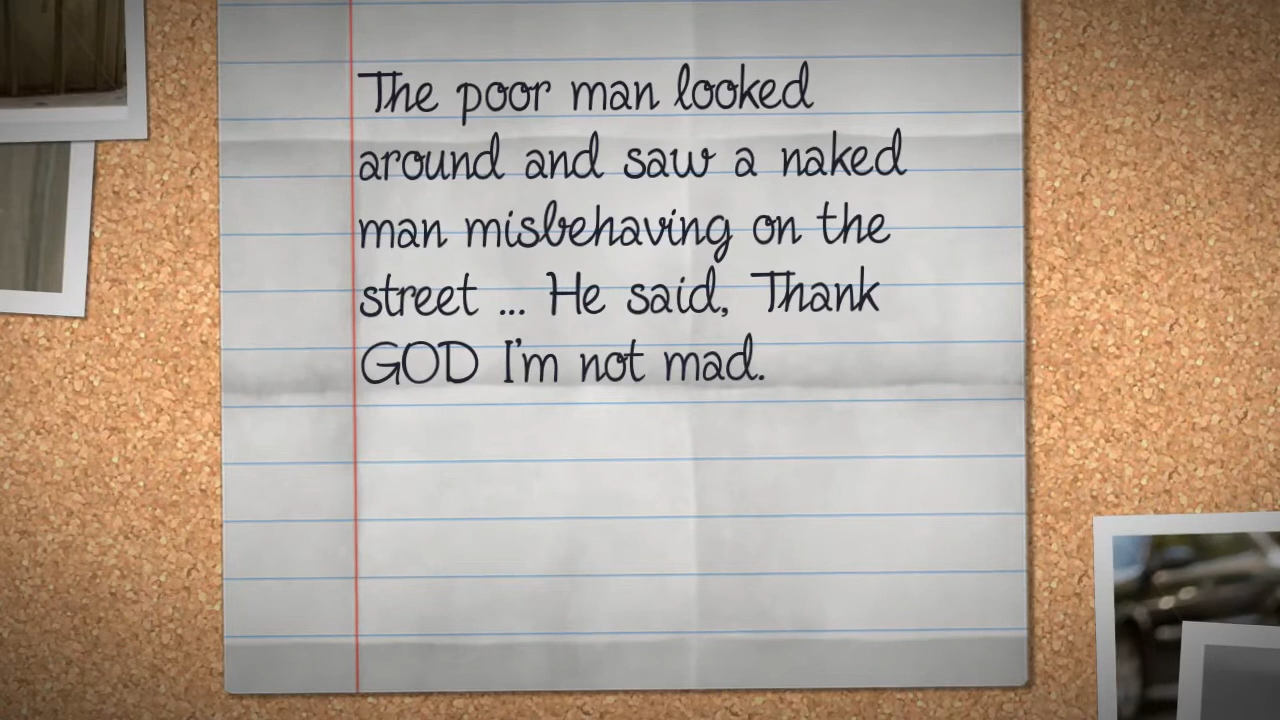 The poor man looked
around and saw a naked
man misbehaving on the
street ... He said, Thank
GOD I'm not mad.